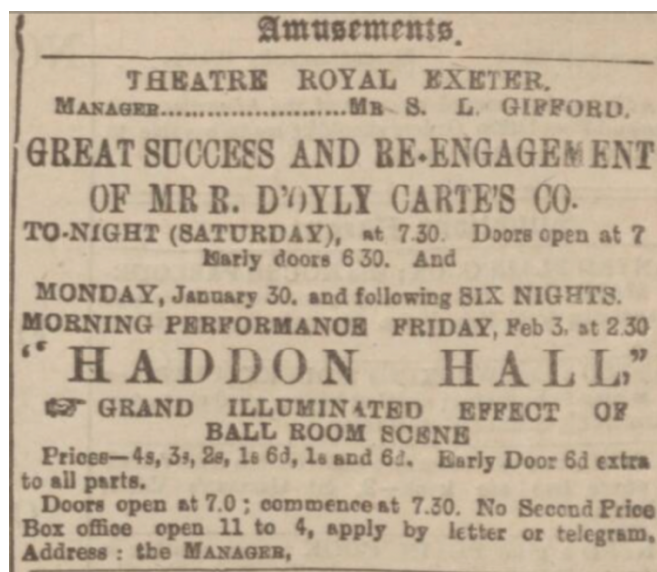 Amusements.
THEATRE ROYAL EXETER.
MANAGER........................MR S. L. GIFFORD.
GREAT SUCCESS AND RE-ENGAGEMENT
OF MR R. D'OYLY CARTE'S CO.
TO-NIGHT (SATURDAY), at 7.30. Doors open at 7
Early doors 6 30. And
MONDAY, January 30. and following SIX NIGHTS.
MORNING PERFORMANCE FRIDAY, Feb 3. at 2.30
"HADDON HALL,"
☞ GRAND ILLUMINATED EFFECT OF
BALL ROOM SCENE
Prices—4s, 3s, 2s, 1s 6d, 1s and 6d. Early Door 6d extra
to all parts.
Doors open at 7.0 ; commence at 7.30. No Second Price
Box office open 11 to 4, apply by letter or telegram,
Address : the MANAGER,